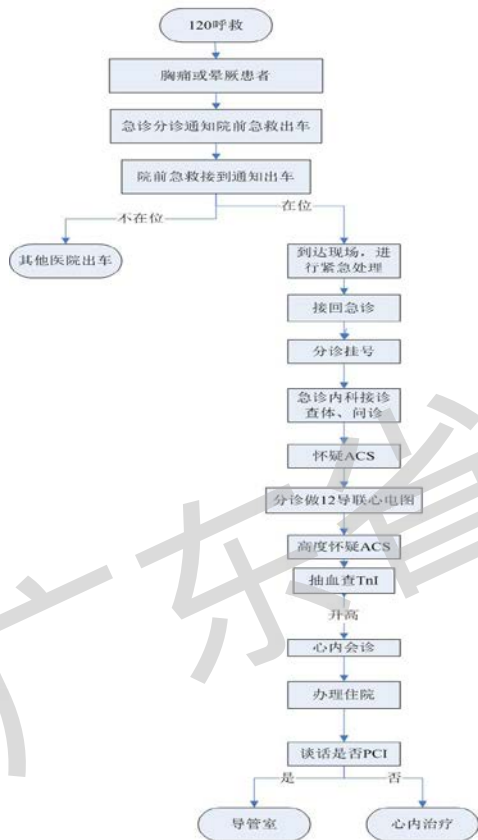 120呼救
胸痛或晕厥患者
急诊分诊通知院前急救出车
院前急救接到通知出车
不在位
在位
其他医院出车
到达现场，进
行紧急处理
接回急诊
分诊挂号
急诊内科接诊
查体、问诊
怀疑ACS
分诊做12导联心电图
高度怀疑ACS
抽血查TnI
升高
心内会诊
办理住院
谈话是否PCI
是
否
导管室
心内治疗
广东省